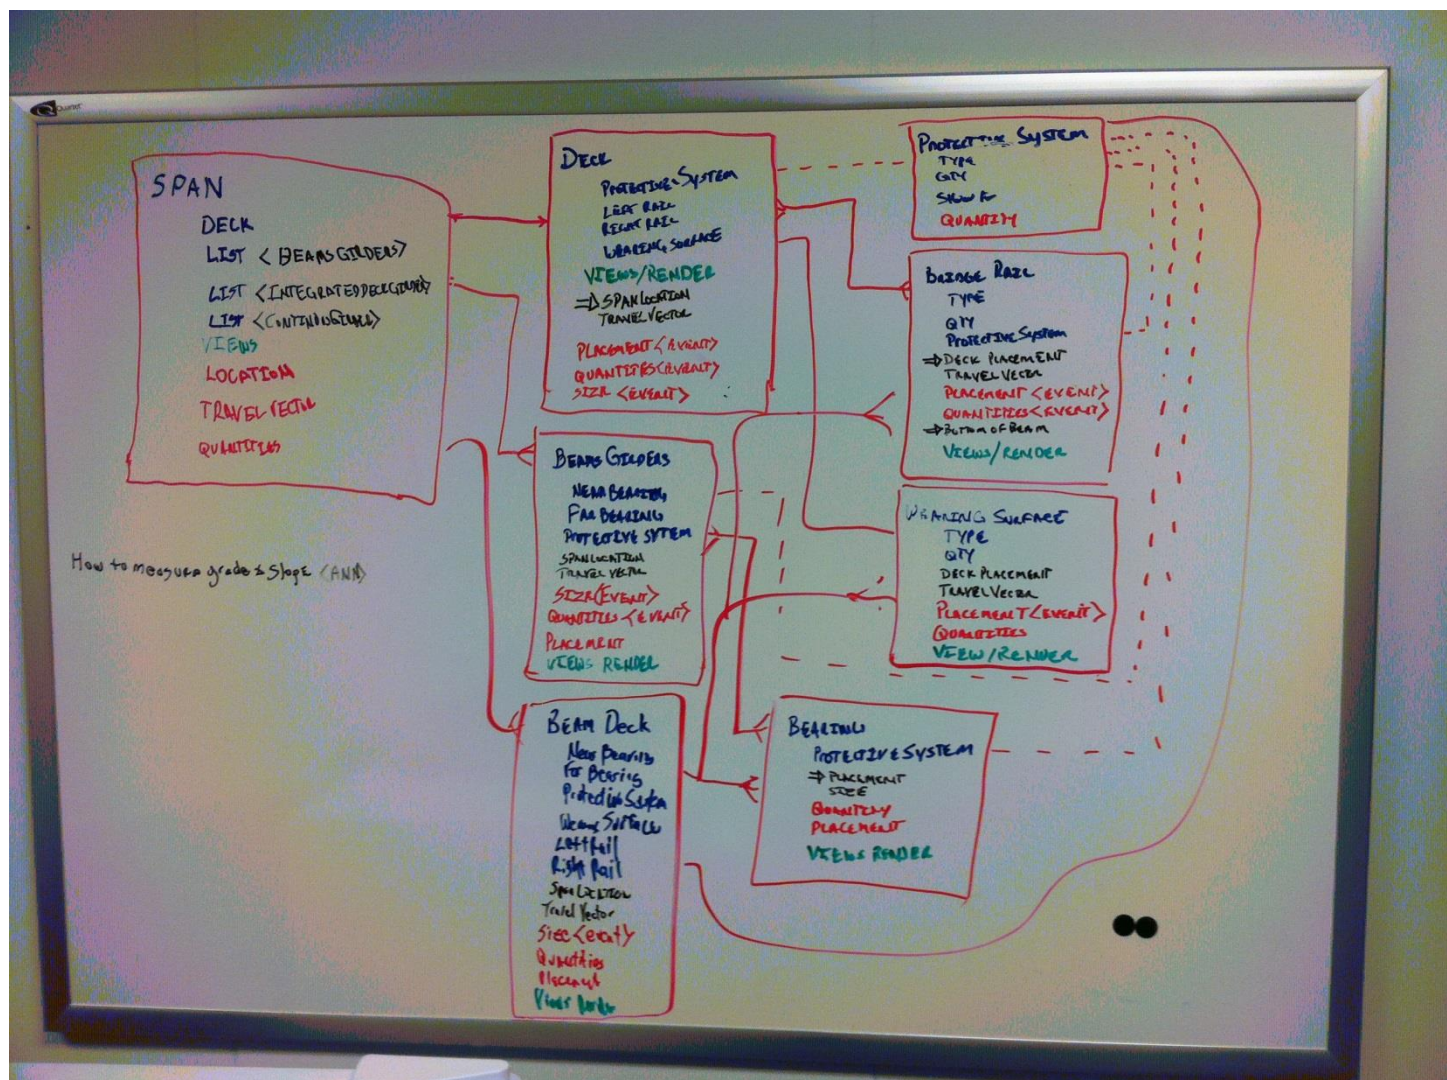 Quartet
SPAN
DECK
LIST <BEAMS GIRDERS>
LIST <INTEGRATEDDECKGIRDER>
LIST <CONTINOSGIRDER>
VIEWS
LOCATION
TRAVEL VECTOR
QUANTITIES
How to measure grade & Slope <ANN>
DECK
PROTECTIVE SYSTEM
LEFT RAIL
RIGHT RAIL
WEARING SURFACE
VIEWS/RENDER
⇒ SPAN LOCATION
TRAVEL VECTOR
PLACEMENT <EVENT>
QUANTITES <EVENT>
SIZE <EVENT>
BEAMS GIRDERS
NEAR BEARING
FAR BEARING
PROTECTIVE SYTEM
SPAN LOCATION
TRAVEL VECTOR
SIZE <EVENT>
QUANTITIES <EVENT>
PLACEMENT
VIEWS RENDER
BEAM Deck
Near Bearing
Far Bearing
Protective System
Wearing Surface
Left Rail
Right Rail
Span Location
Travel Vector
Size <event>
Quantities
Placement
Views Render
PROTECTIVE SYSTEM
TYPE
QTY
QUANTITY
BRIDGE RAIL
TYPE
QTY
PROTECTIVE SYSTEM
⇒ DECK PLACEMENT
TRAVEL VECTOR
PLACEMENT <EVENT>
QUANTITIES <EVENT>
⇒ BOTTOM OF BEAM
VIEWS/RENDER
WEARING SURFACE
TYPE
QTY
DECK PLACEMENT
TRAVEL VECTOR
PLACEMENT <EVENT>
QUANTITIES
VIEW/RENDER
BEARING
PROTECTIVE SYSTEM
⇒ PLACEMENT
SIZE
QUANTITY
PLACEMENT
VIEWS RENDER